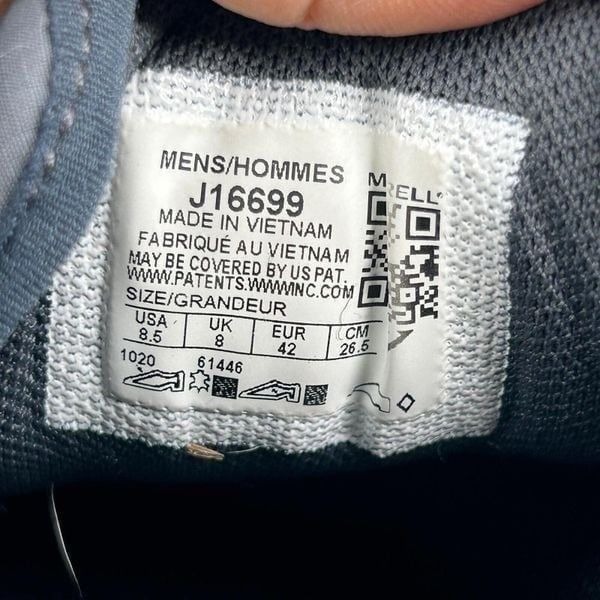 MENS/HOMMES
J16699
MADE IN VIETNAM
FABRIQUÉ AU VIETNAM
MAY BE COVERED BY US PAT.
WWW.PATENTS.WWWMNC.COM
SIZE/GRANDEUR
USA UK EUR CM
8.5 8 42 26.5
1020 61446